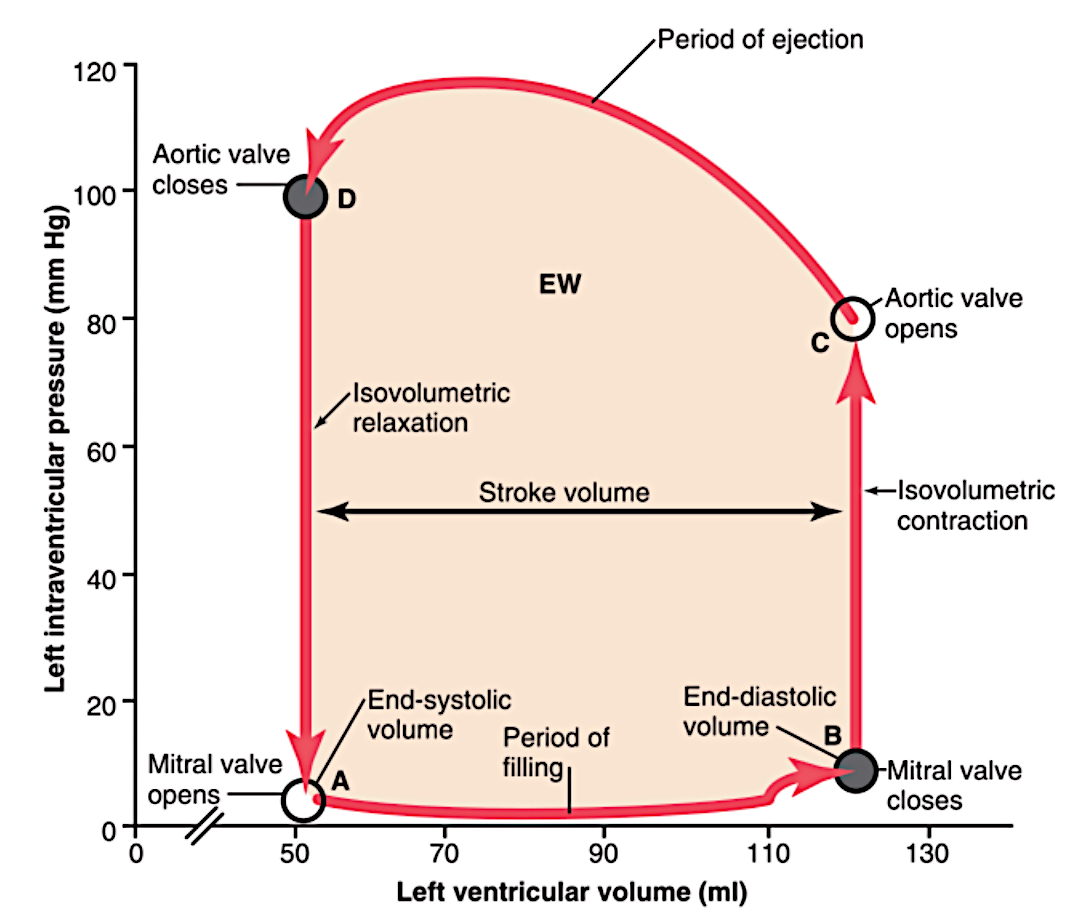 Period of ejection
120
Aortic valve
closes
100
D
EW
Aortic valve
opens
80
C
Left intraventricular pressure (mm Hg)
Isovolumetric
relaxation
60
Stroke volume
Isovolumetric
contraction
40
20
End-systolic
volume
End-diastolic
volume
Period of
filling
B
Mitral valve
opens
A
Mitral valve
closes
0
0
50
70
90
110
130
Left ventricular volume (ml)